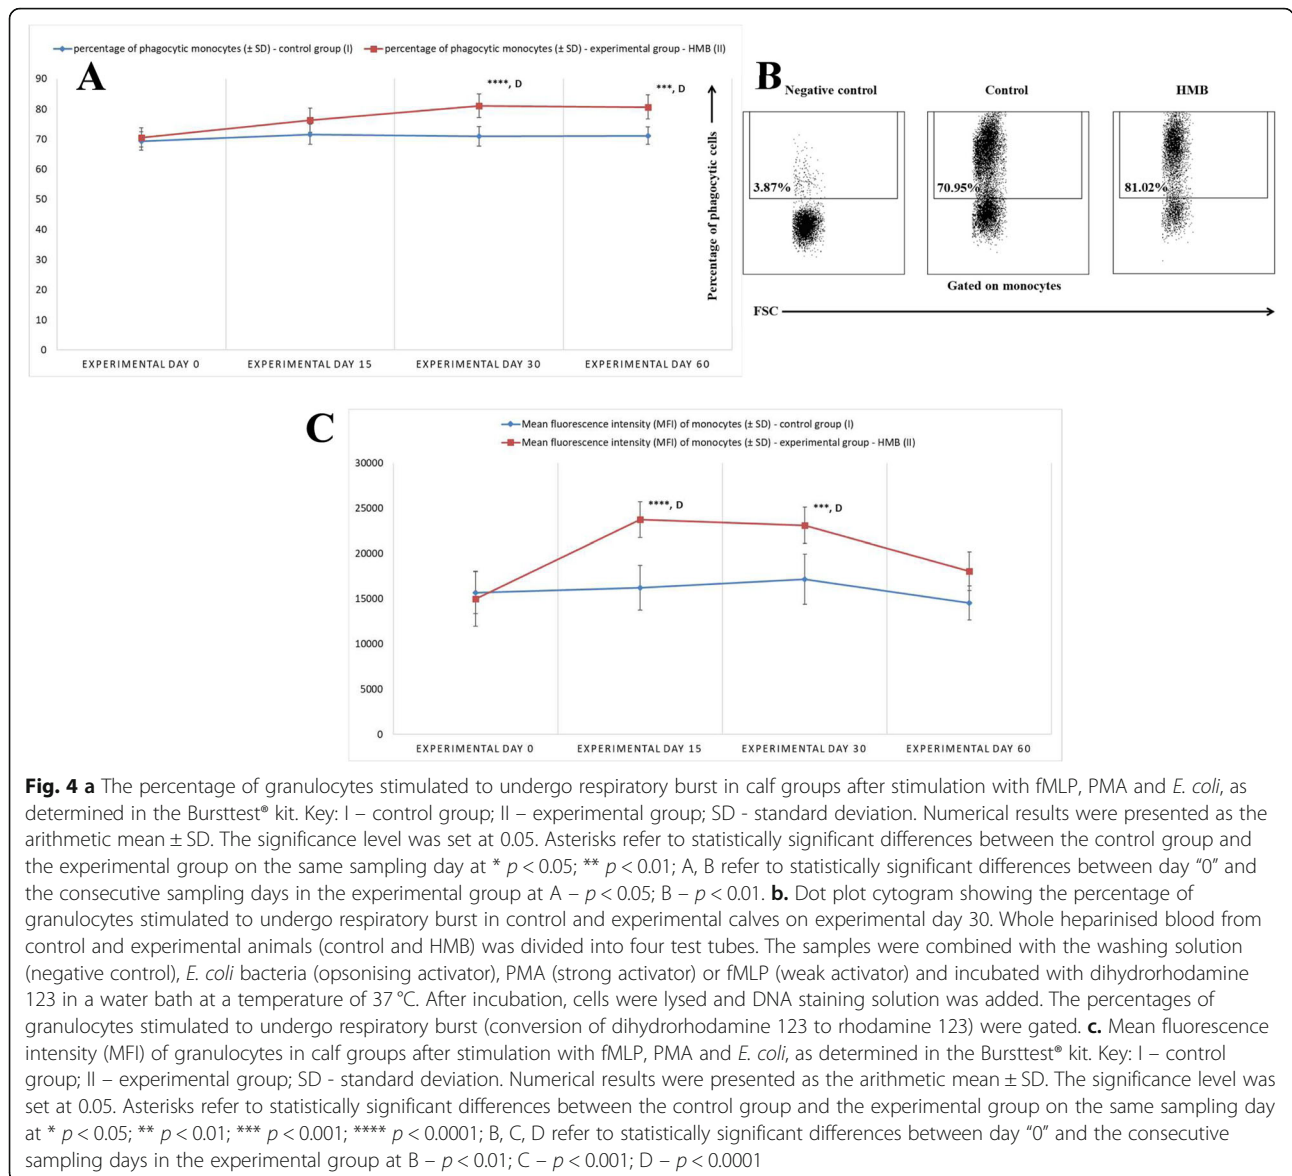 percentage of phagocytic monocytes (± SD) - control group (I)
percentage of phagocytic monocytes (± SD) - experimental group - HMB (II)
A
90
80
70
60
50
40
30
20
10
0
****, D
***, D
EXPERIMENTAL DAY 0
EXPERIMENTAL DAY 15
EXPERIMENTAL DAY 30
EXPERIMENTAL DAY 60
B
Percentage of phagocytic cells
Negative control
Control
HMB
3.87%
70.95%
81.02%
Gated on monocytes
FSC
C
Mean fluorescence intensity (MFI) of monocytes (± SD) - control group (I)
Mean fluorescence intensity (MFI) of monocytes (± SD) - experimental group - HMB (II)
30000
25000
20000
15000
10000
5000
0
****, D
***, D
EXPERIMENTAL DAY 0
EXPERIMENTAL DAY 15
EXPERIMENTAL DAY 30
EXPERIMENTAL DAY 60
Fig. 4 a The percentage of granulocytes stimulated to undergo respiratory burst in calf groups after stimulation with fMLP, PMA and E. coli, as
determined in the Bursttest® kit. Key: I – control group; II – experimental group; SD - standard deviation. Numerical results were presented as the
arithmetic mean ± SD. The significance level was set at 0.05. Asterisks refer to statistically significant differences between the control group and
the experimental group on the same sampling day at * p < 0.05; ** p < 0.01; A, B refer to statistically significant differences between day “0” and
the consecutive sampling days in the experimental group at A – p < 0.05; B – p < 0.01. b. Dot plot cytogram showing the percentage of
granulocytes stimulated to undergo respiratory burst in control and experimental calves on experimental day 30. Whole heparinised blood from
control and experimental animals (control and HMB) was divided into four test tubes. The samples were combined with the washing solution
(negative control), E. coli bacteria (opsonising activator), PMA (strong activator) or fMLP (weak activator) and incubated with dihydrorhodamine
123 in a water bath at a temperature of 37 °C. After incubation, cells were lysed and DNA staining solution was added. The percentages of
granulocytes stimulated to undergo respiratory burst (conversion of dihydrorhodamine 123 to rhodamine 123) were gated. c. Mean fluorescence
intensity (MFI) of granulocytes in calf groups after stimulation with fMLP, PMA and E. coli, as determined in the Bursttest® kit. Key: I – control
group; II – experimental group; SD - standard deviation. Numerical results were presented as the arithmetic mean ± SD. The significance level was
set at 0.05. Asterisks refer to statistically significant differences between the control group and the experimental group on the same sampling day
at * p < 0.05; ** p < 0.01; *** p < 0.001; **** p < 0.0001; B, C, D refer to statistically significant differences between day “0” and the consecutive
sampling days in the experimental group at B – p < 0.01; C – p < 0.001; D – p < 0.0001